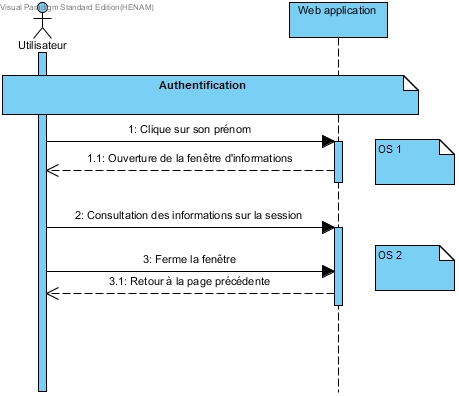 Visual Paradigm Standard Edition(HENAM)
Web application
Utilisateur
Authentification
1: Clique sur son prénom
OS 1
1.1: Ouverture de la fenêtre d'informations
2: Consultation des informations sur la session
OS 2
3: Ferme la fenêtre
3.1: Retour à la page précédente